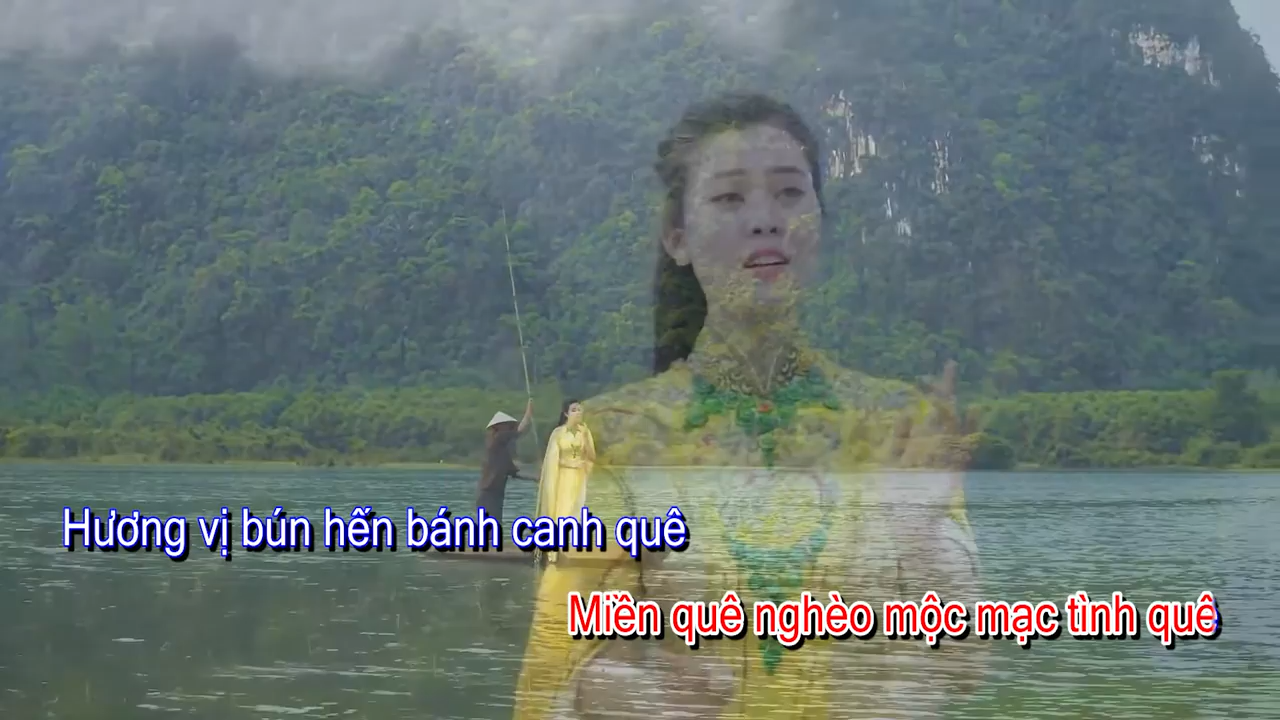 Hương vị bún hến bánh canh quê
Miền quê nghèo mộc mạc tình quê